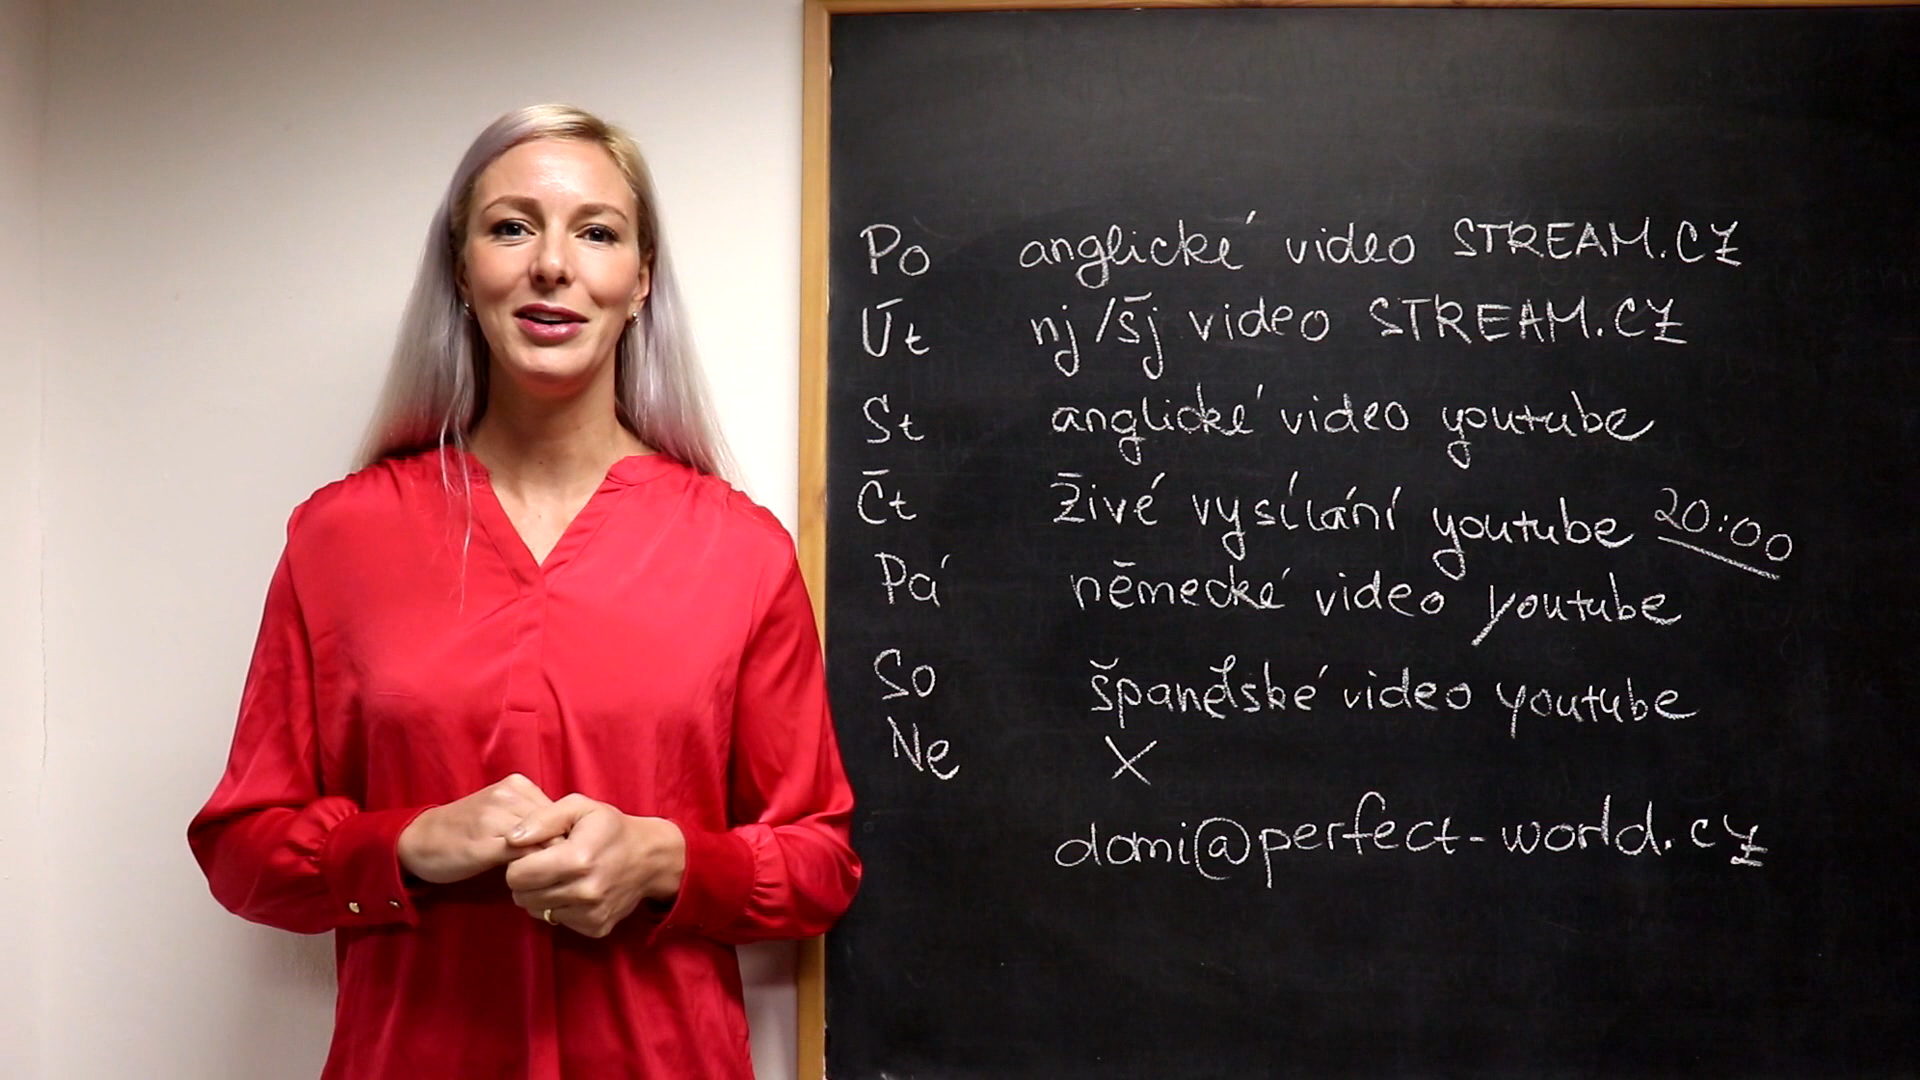 Po anglické video STREAM.CZ
Út nj/šj video STREAM.CZ
St anglické video youtube
Čt živé vysílání youtube 20:00
Pá německé video youtube
So španělské video youtube
Ne X
domi@perfect-world.cz